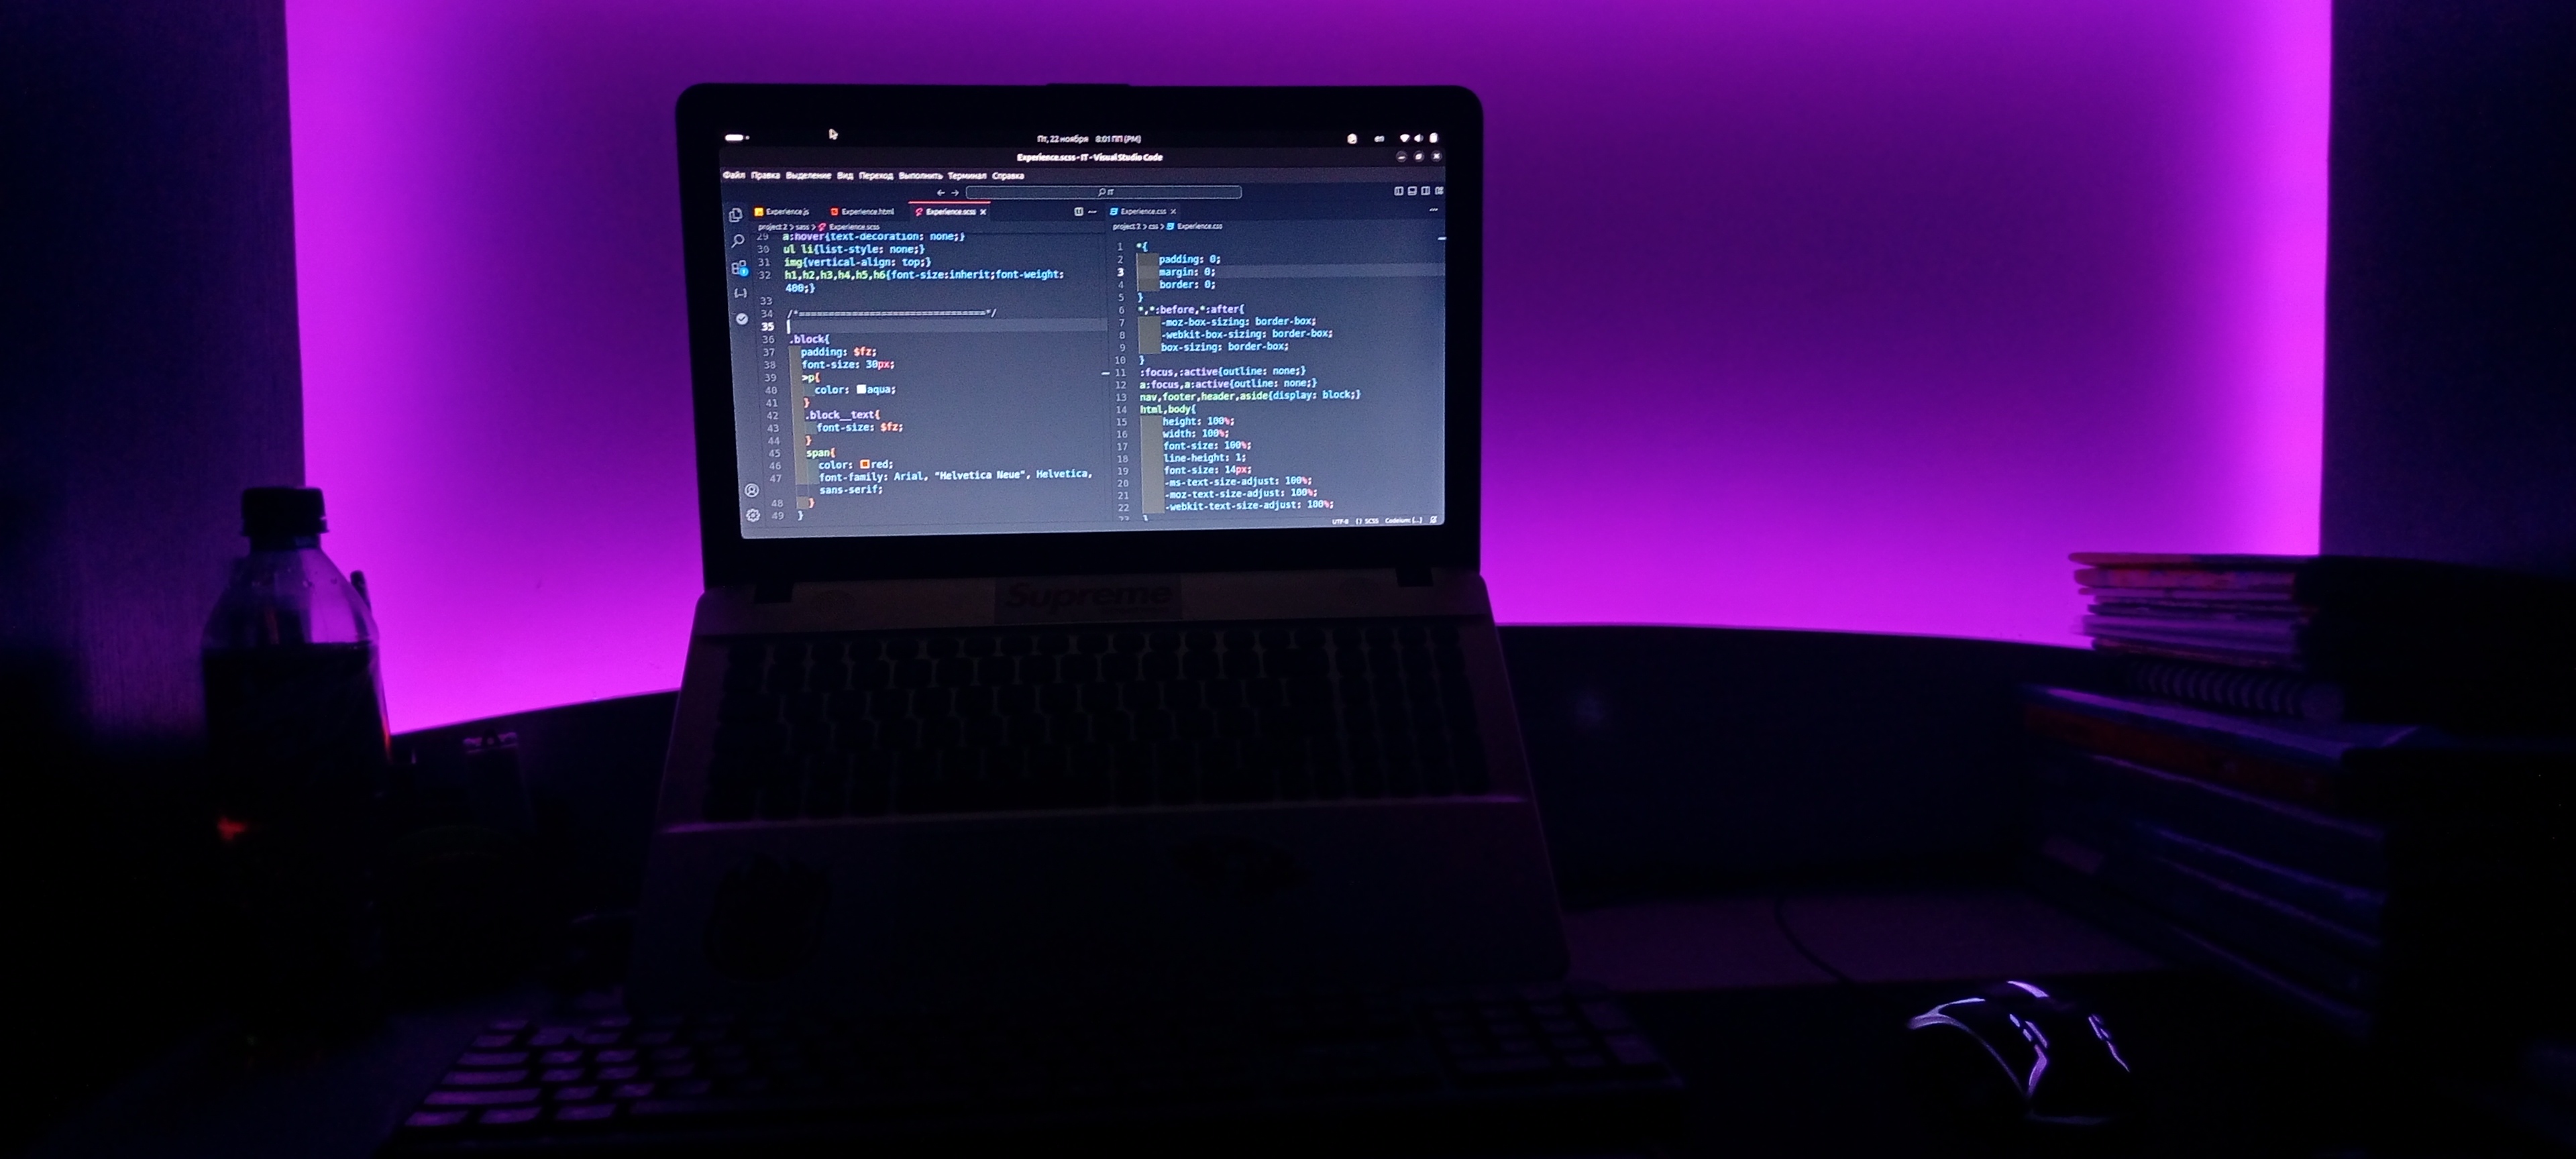 Пт, 22 ноября 8:01 ПП (PM)
en
Experience.scss - IT - Visual Studio Code
Файл Правка Выделение Вид Переход Выполнить Терминал Справка
IT
Experience.js Experience.html Experience.scss
project 2 > sass > Experience.scss
29 a:hover{text-decoration: none;}
30 ul li{list-style: none;}
31 img{vertical-align: top;}
32 h1,h2,h3,h4,h5,h6{font-size:inherit;font-weight:
400;}
33
34 /*================================*/
35
36 .block{
37 padding: $fz;
38 font-size: 30px;
39 >p{
40 color: aqua;
41 }
42 .block__text{
43 font-size: $fz;
44 }
45 span{
46 color: red;
47 font-family: Arial, "Helvetica Neue", Helvetica,
sans-serif;
48 }
49 }
Experience.css
project 2 > css > Experience.css
1 *{
2 padding: 0;
3 margin: 0;
4 border: 0;
5 }
6 *,*:before,*:after{
7 -moz-box-sizing: border-box;
8 -webkit-box-sizing: border-box;
9 box-sizing: border-box;
10 }
11 :focus,:active{outline: none;}
12 a:focus,a:active{outline: none;}
13 nav,footer,header,aside{display: block;}
14 html,body{
15 height: 100%;
16 width: 100%;
17 font-size: 100%;
18 line-height: 1;
19 font-size: 14px;
20 -ms-text-size-adjust: 100%;
21 -moz-text-size-adjust: 100%;
22 -webkit-text-size-adjust: 100%;
23 }
UTF-8 {} SCSS Codeium: {...}
Supreme